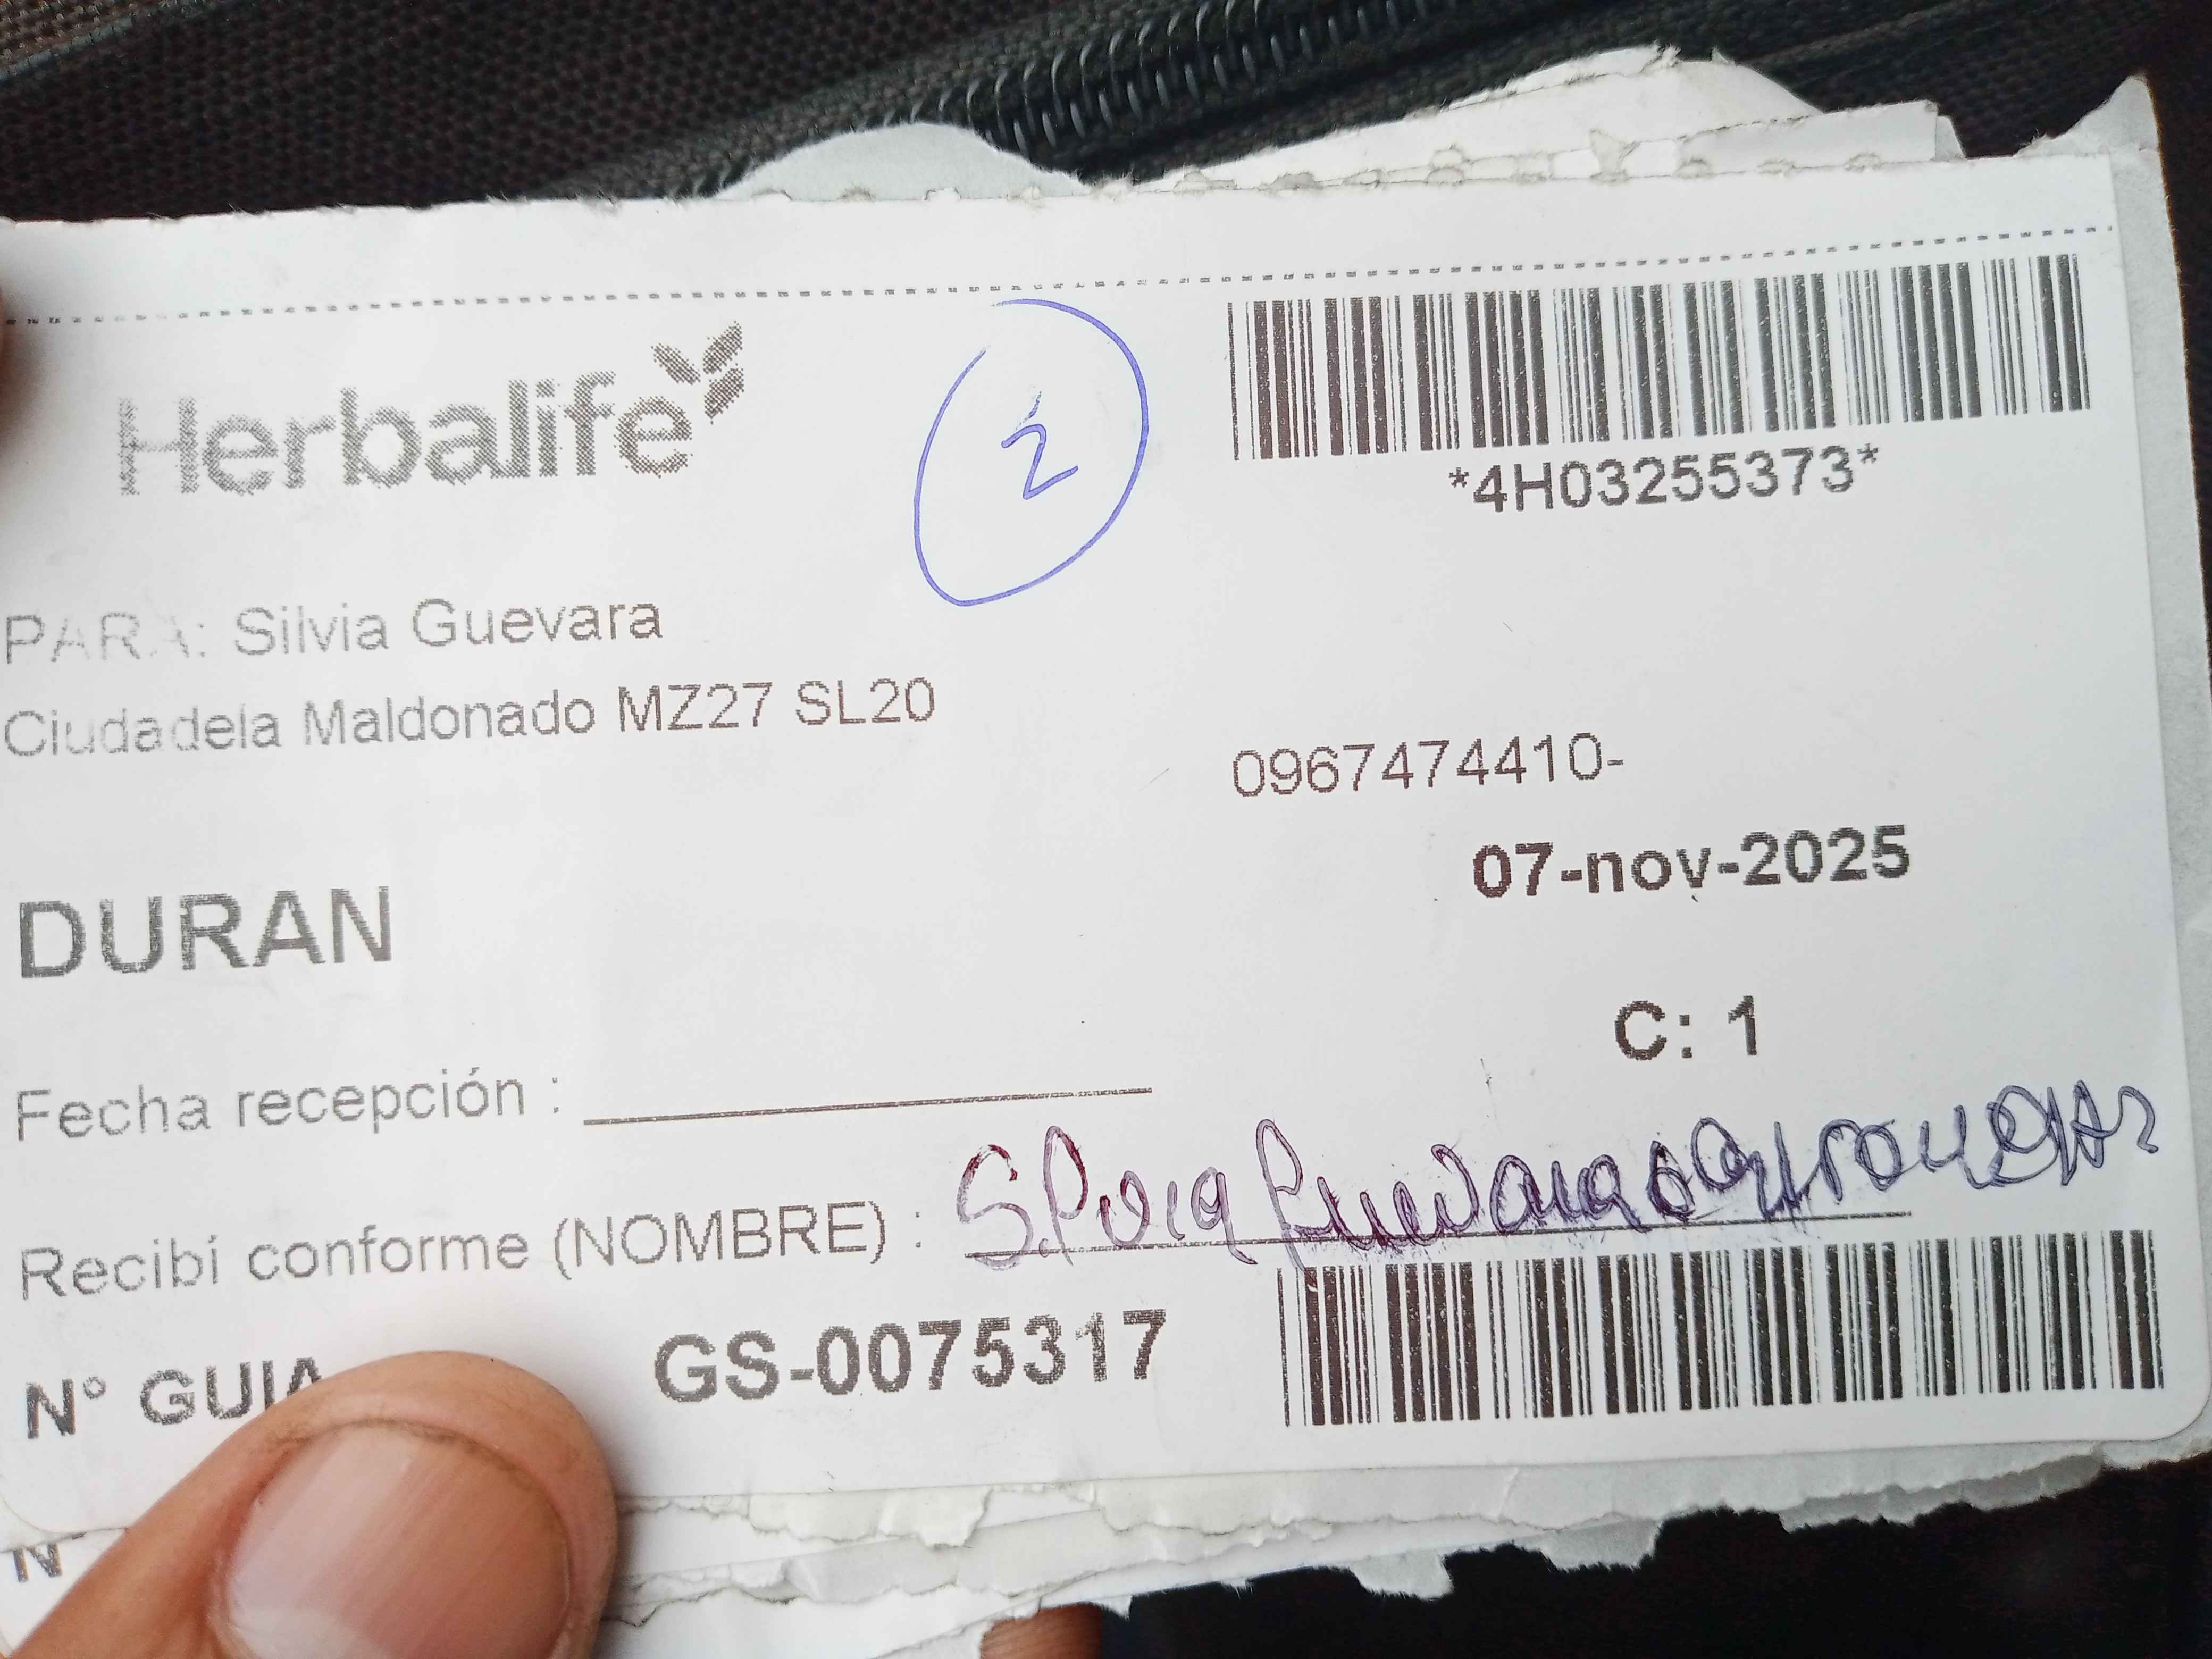 Herbalife
2
*4H03255373*
PARA: Silvia Guevara
Ciudadela Maldonado MZ27 SL20
0967474410-
07-nov-2025
DURAN
C: 1
Fecha recepción :
Recibí conforme (NOMBRE) :
N° GUIA GS-0075317
N